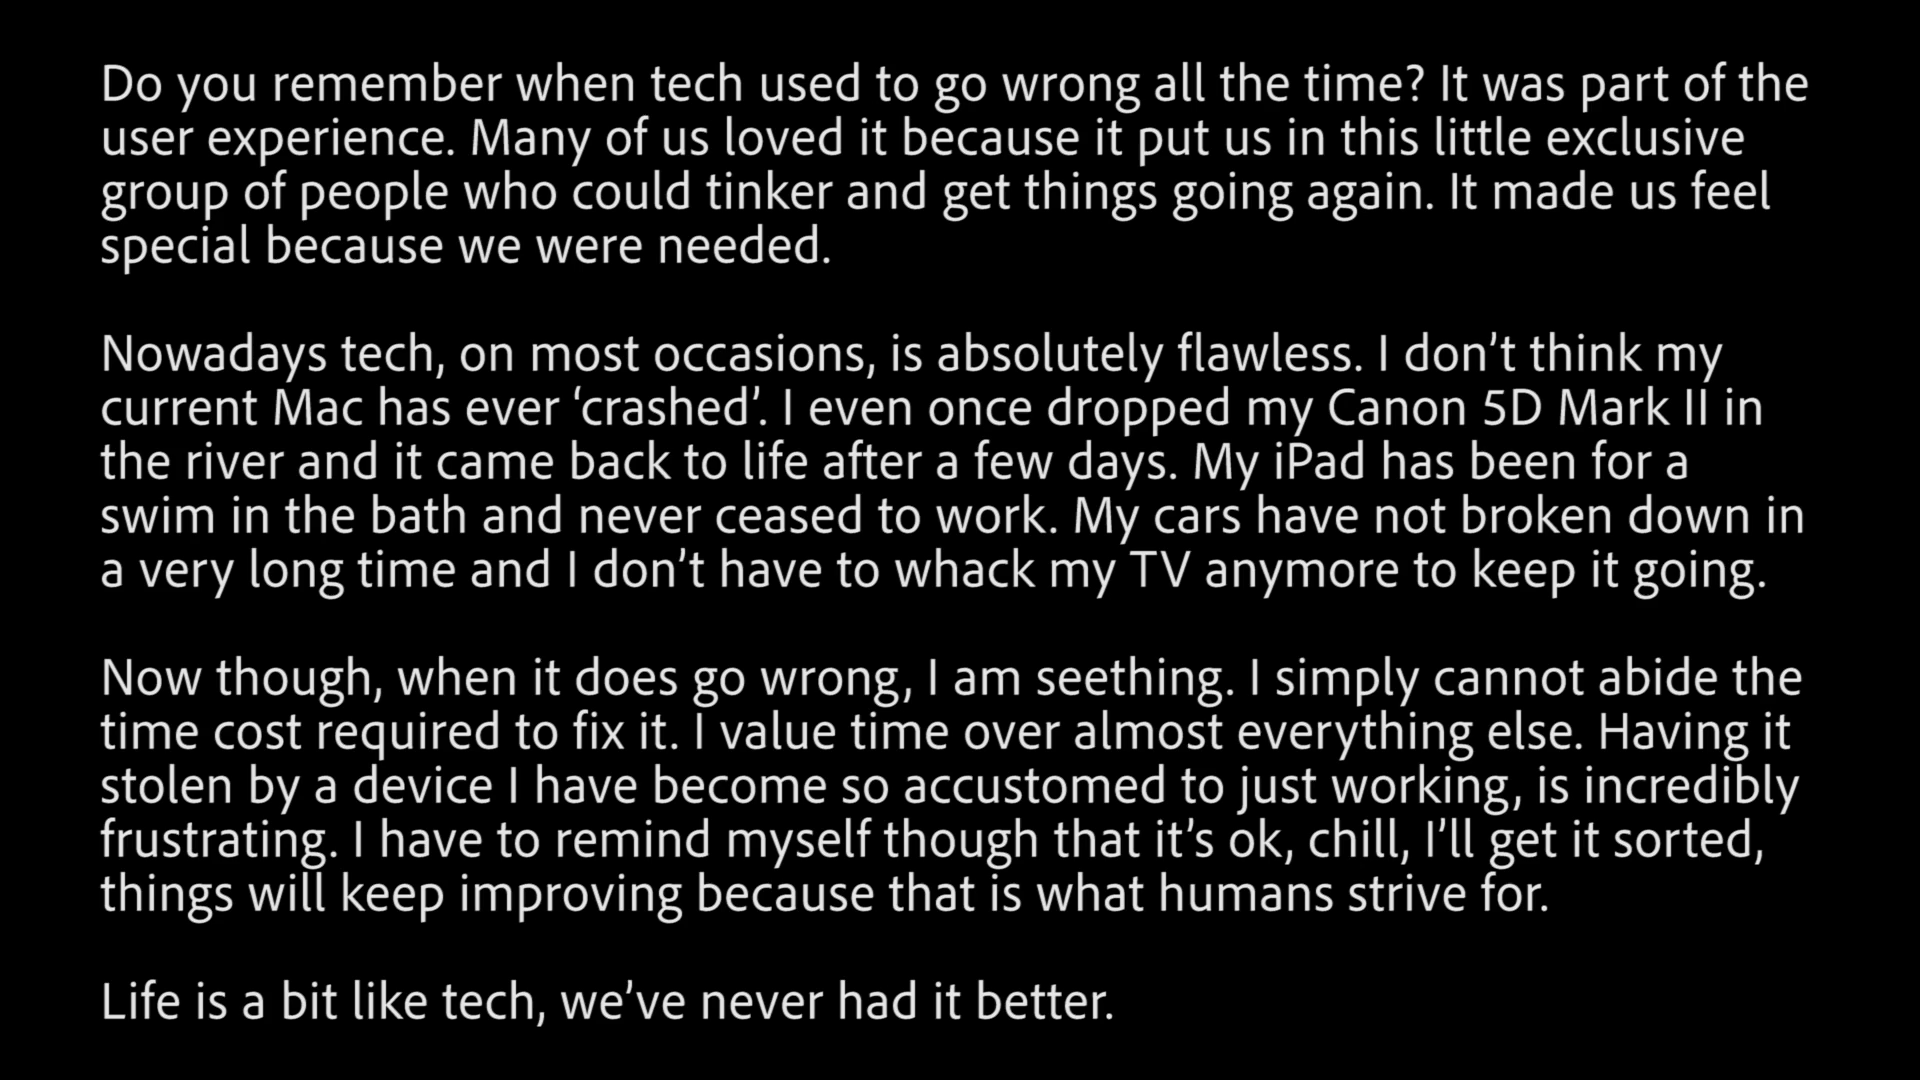 Do you remember when tech used to go wrong all the time? It was part of the
user experience. Many of us loved it because it put us in this little exclusive
group of people who could tinker and get things going again. It made us feel
special because we were needed.
Nowadays tech, on most occasions, is absolutely flawless. I don’t think my
current Mac has ever ‘crashed’. I even once dropped my Canon 5D Mark II in
the river and it came back to life after a few days. My iPad has been for a
swim in the bath and never ceased to work. My cars have not broken down in
a very long time and I don’t have to whack my TV anymore to keep it going.
Now though, when it does go wrong, I am seething. I simply cannot abide the
time cost required to fix it. I value time over almost everything else. Having it
stolen by a device I have become so accustomed to just working, is incredibly
frustrating. I have to remind myself though that it’s ok, chill, I’ll get it sorted,
things will keep improving because that is what humans strive for.
Life is a bit like tech, we’ve never had it better.